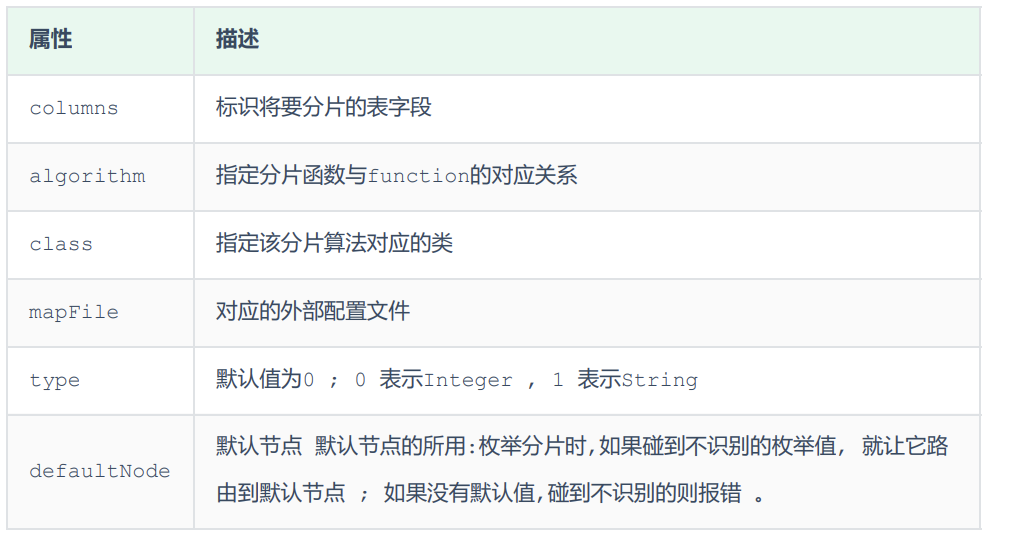 属性 描述
columns 标识将要分片的表字段
algorithm 指定分片函数与function的对应关系
class 指定该分片算法对应的类
mapFile 对应的外部配置文件
type 默认值为0 ; 0 表示Integer , 1 表示String
默认节点 默认节点的所用:枚举分片时,如果碰到不识别的枚举值, 就让它路
defaultNode
由到默认节点 ; 如果没有默认值,碰到不识别的则报错 。